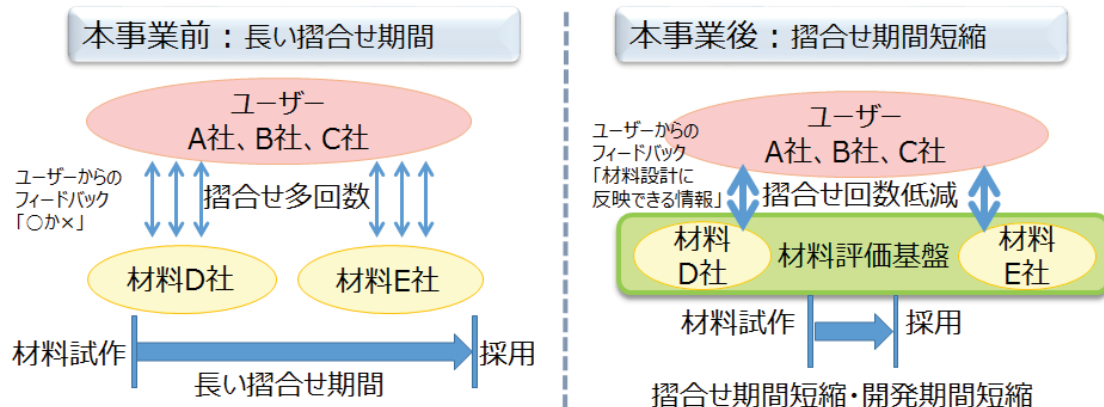 本事業前：長い摺合せ期間
ユーザー
A社、B社、C社
ユーザーからの
フィードバック
「○か×」
摺合せ多回数
材料D社
材料E社
材料試作
採用
長い摺合せ期間
本事業後：摺合せ期間短縮
ユーザー
A社、B社、C社
ユーザーからの
フィードバック
「材料設計に
反映できる情報」
摺合せ回数低減
材料
D社
材料評価基盤
材料
E社
材料試作
採用
摺合せ期間短縮・開発期間短縮